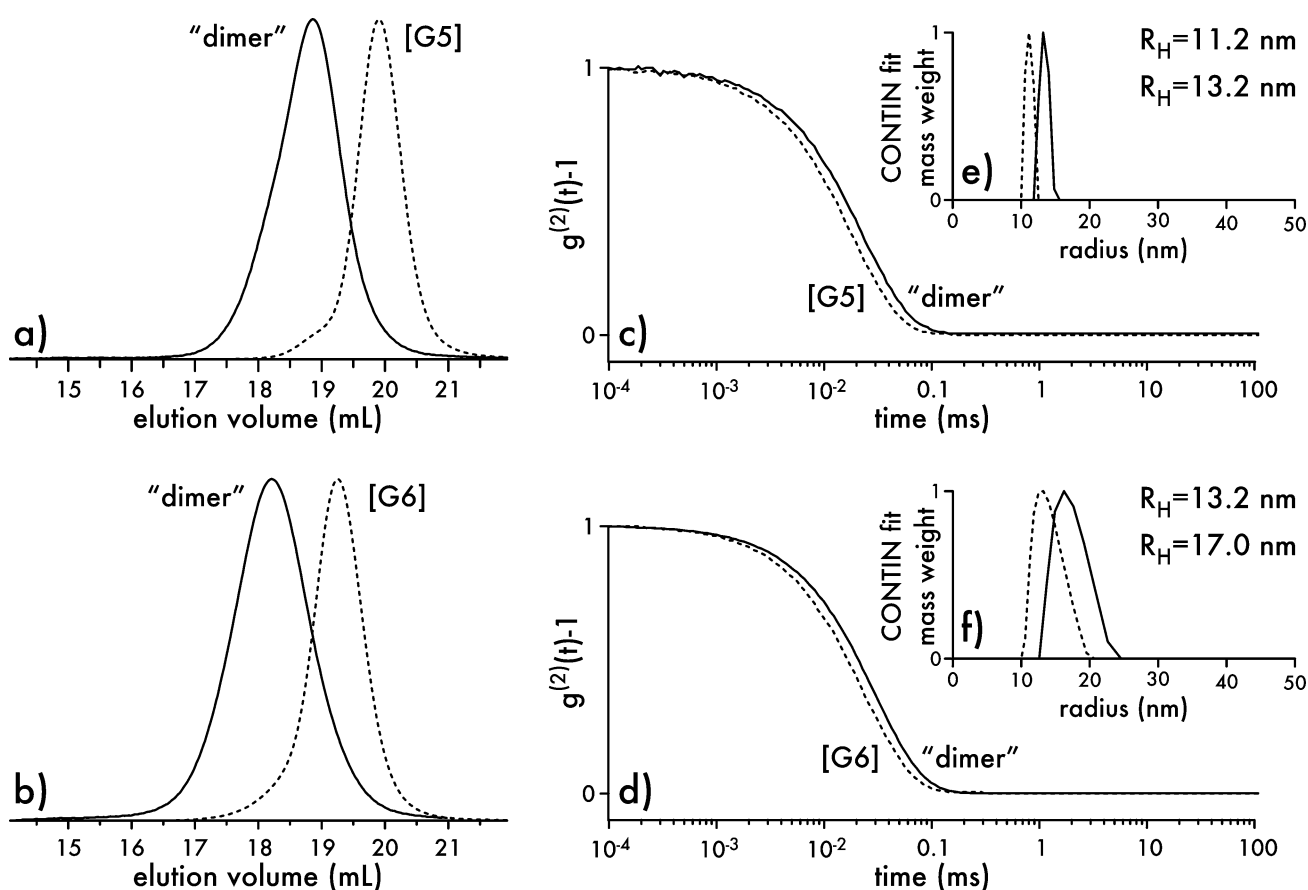 "dimer" [G5]
a)
15 16 17 18 19 20 21
elution volume (mL)
1
0
g(2)(t)-1
[G5] "dimer"
c)
10-4 10-3 10-2 0.1 1 10 100
time (ms)
1
0
CONTIN fit
mass weight
e)
RH=11.2 nm
RH=13.2 nm
0 10 20 30 40 50
radius (nm)
"dimer" [G6]
b)
15 16 17 18 19 20 21
elution volume (mL)
1
0
g(2)(t)-1
[G6] "dimer"
d)
10-4 10-3 10-2 0.1 1 10 100
time (ms)
1
0
CONTIN fit
mass weight
f)
RH=13.2 nm
RH=17.0 nm
0 10 20 30 40 50
radius (nm)